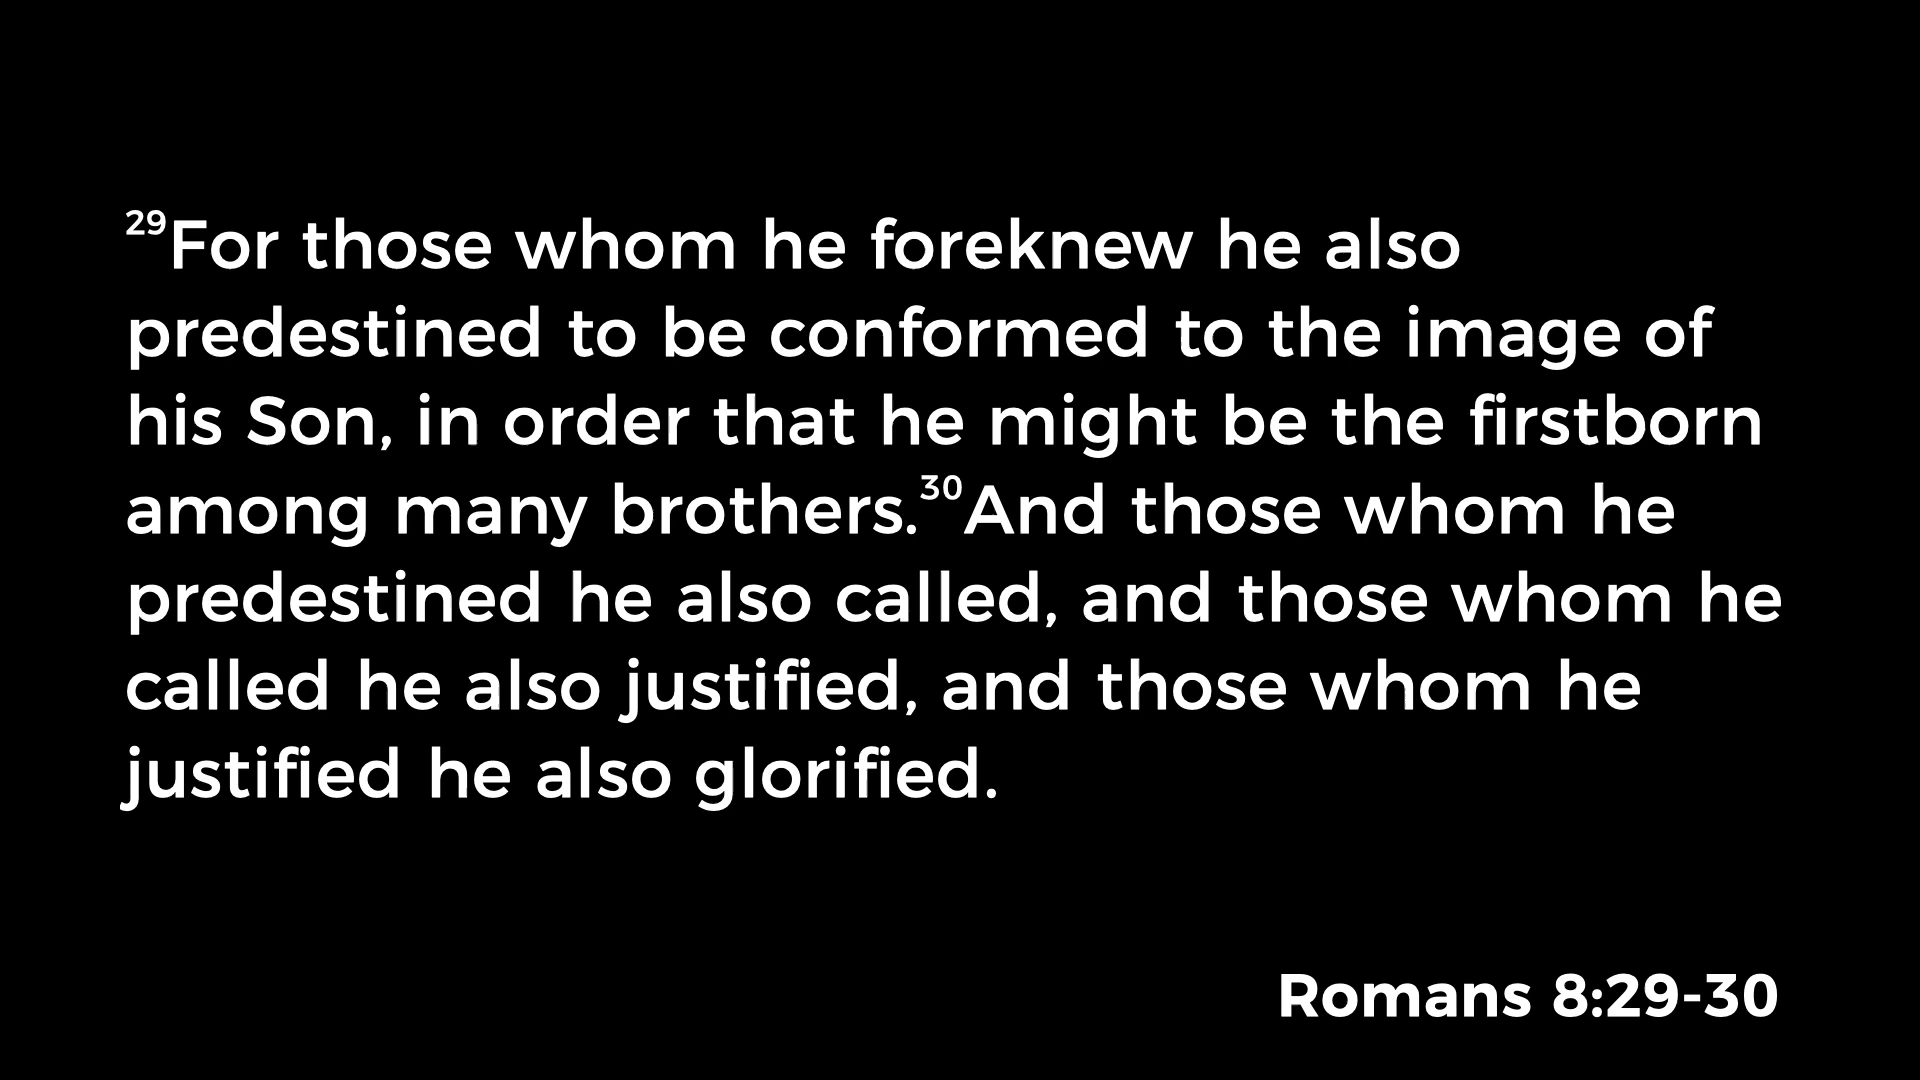 ²⁹For those whom he foreknew he also
predestined to be conformed to the image of
his Son, in order that he might be the firstborn
among many brothers.³⁰And those whom he
predestined he also called, and those whom he
called he also justified, and those whom he
justified he also glorified.
Romans 8:29-30